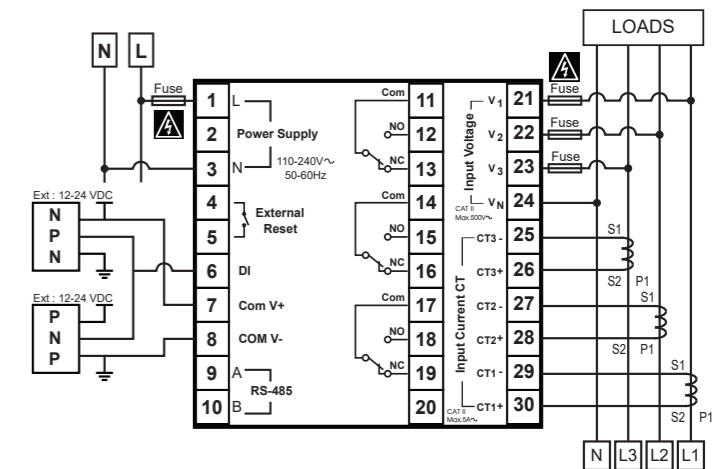 LOADS
N L
Fuse
1 L
2 Power Supply
3 N 110-240V~
50-60Hz
4 External
5 Reset
6 DI
7 Com V+
8 COM V-
9 A
RS-485
10 B
Ext : 12-24 VDC
N
P
N
Ext : 12-24 VDC
P
N
P
Com 11
NO 12
NC 13
Com 14
NO 15
NC 16
Com 17
NO 18
NC 19
20
Input Voltage
V1 21 Fuse
V2 22 Fuse
V3 23 Fuse
VN 24
CAT II
Max.500V~
Input Current CT
CT3 - 25
CT3+ 26
CT2 - 27
CT2+ 28
CT1 - 29
CT1+ 30
CAT II
Max.5A~
S1
S2 P1
S1
S2 P1
S1
S2 P1
N L3 L2 L1